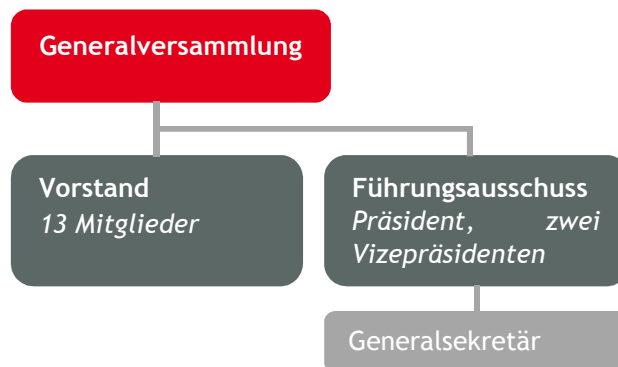 Generalversammlung
Vorstand
13 Mitglieder
Führungsausschuss
Präsident, zwei
Vizepräsidenten
Generalsekretär